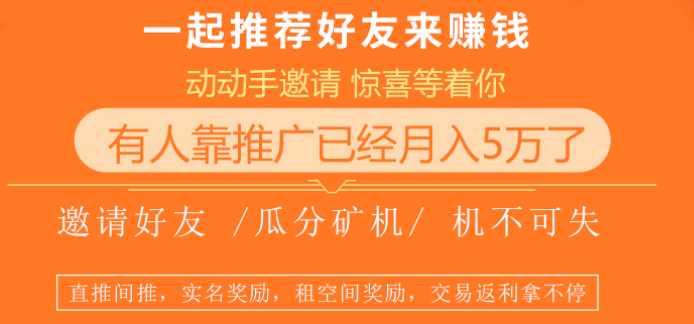 一起推荐好友来赚钱
动动手邀请 惊喜等着你
有人靠推广已经月入5万了
邀请好友 /瓜分矿机/ 机不可失
直推间推，实名奖励，租空间奖励，交易返利拿不停